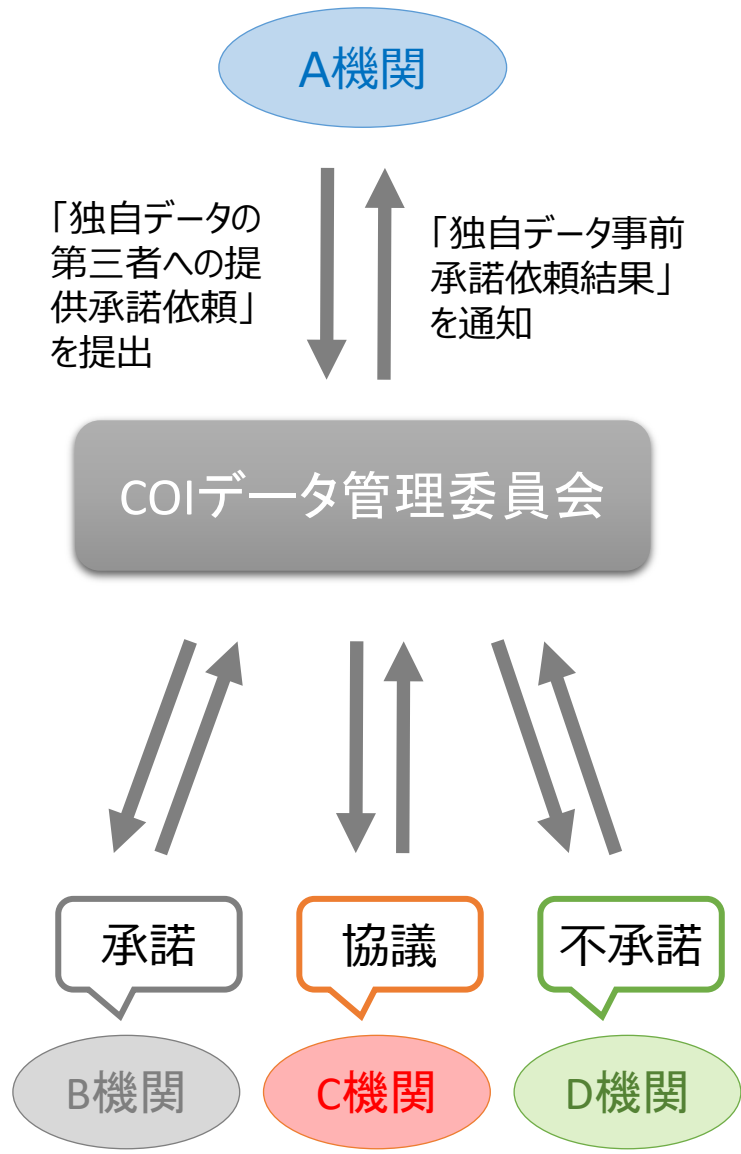 A機関
「独自データの
第三者への提
供承諾依頼」
を提出
「独自データ事前
承諾依頼結果」
を通知
COIデータ管理委員会
承諾
協議
不承諾
B機関
C機関
D機関